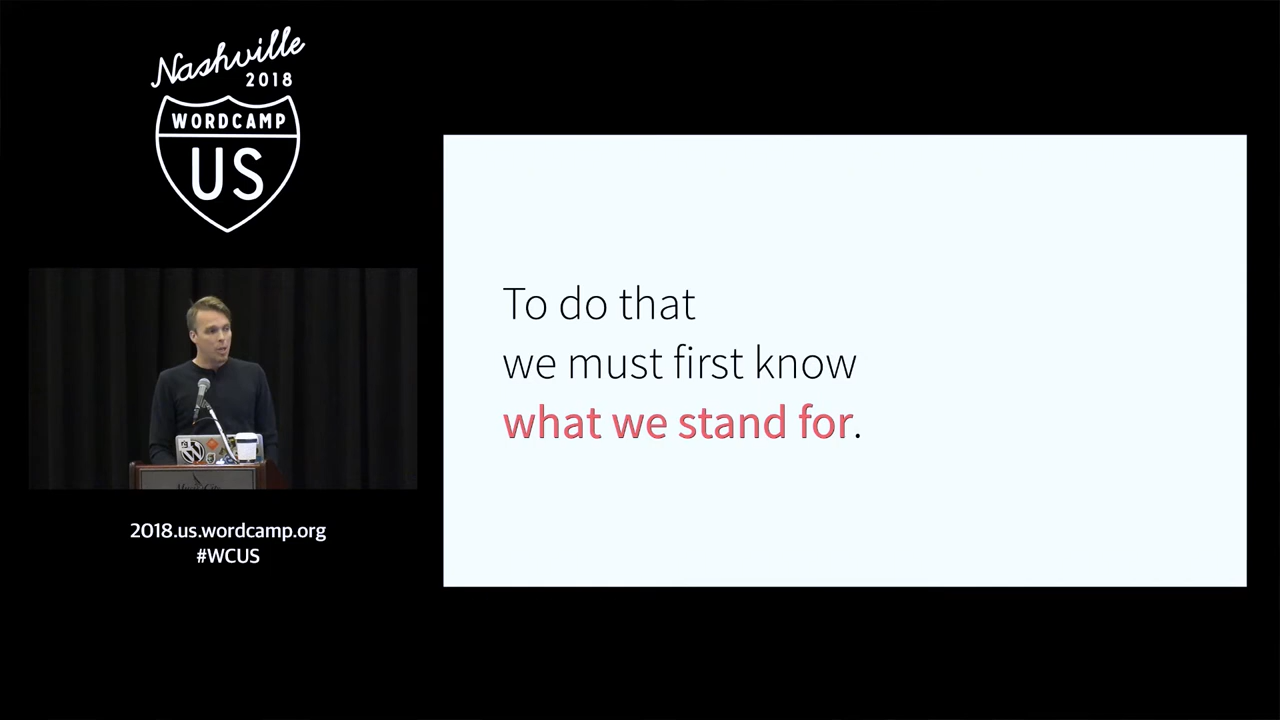 Nashville
2018
WORDCAMP
US
To do that
we must first know
what we stand for.
2018.us.wordcamp.org
#WCUS